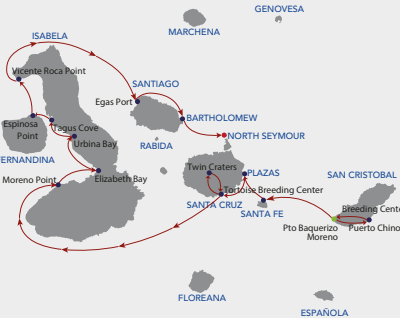 GENOVESA
MARCHENA
ISABELA
Vicente Roca Point
SANTIAGO
Egas Port
BARTHOLOMEW
Espinosa
Point
Tagus Cove
Urbina Bay
NORTH SEYMOUR
RABIDA
FERNANDINA
Moreno Point
Elizabeth Bay
Twin Craters
PLAZAS
SAN CRISTOBAL
Tortoise Breeding Center
SANTA CRUZ
SANTA FE
Breeding Cente
Pto Baquerizo
Moreno
Puerto Chino
FLOREANA
ESPAÑOLA